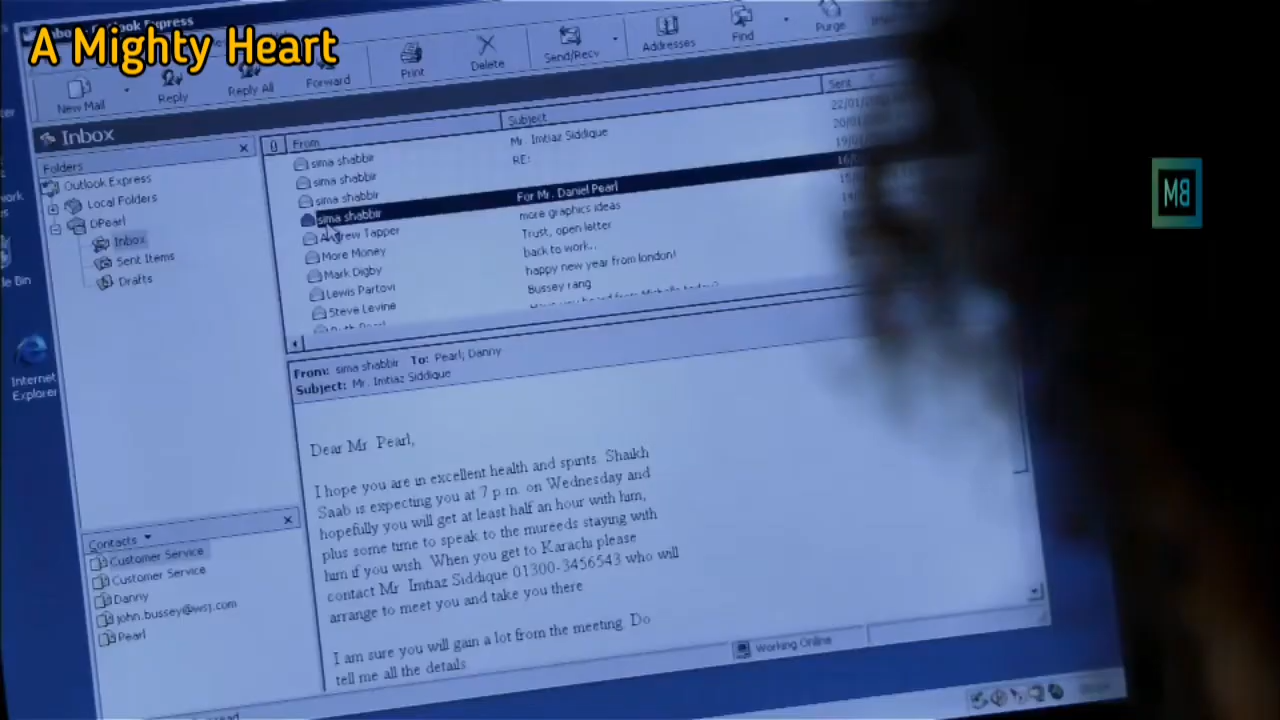 A Mighty Heart
Outlook Express
New Mail
Reply
Reply All
Forward
Print
Delete
Send/Recv
Addresses
Find
Purge
Inbox
Folders
Outlook Express
Local Folders
DPearl
Inbox
Sent Items
Drafts
From Subject Sent
sima shabbir Mr. Imtiaz Siddique
sima shabbir RE:
sima shabbir
sima shabbir For Mr. Daniel Pearl
Andrew Tapper more graphics ideas
More Money Trust, open letter
Mark Digby back to work..
Lewis Partovi happy new year from london!
Steve Levine Bussey rang
From: sima shabbir To: Pearl; Danny
Subject: Mr. Imtiaz Siddique
Dear Mr Pearl,
I hope you are in excellent health and spirits. Shaikh
Saab is expecting you at 7 p m. on Wednesday and
hopefully you will get at least half an hour with him,
plus some time to speak to the mureeds staying with
him if you wish. When you get to Karachi please
contact Mr Imtiaz Siddique 01300-3456543 who will
arrange to meet you and take you there
I am sure you will gain a lot from the meeting. Do
tell me all the details
Contacts
Customer Service
Customer Service
Danny
john.bussey@wsj.com
Pearl
Working Online
Internet
Explorer
MB